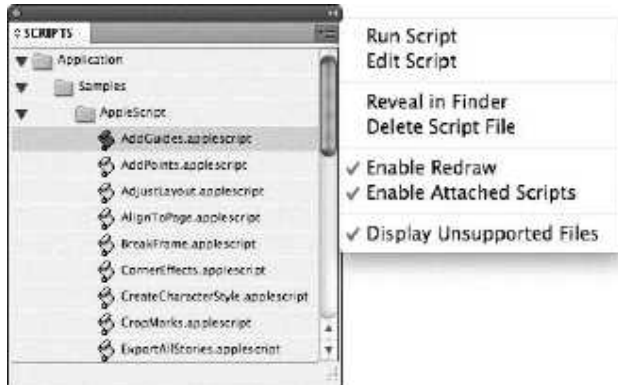 SCRIPTS
Application
Samples
AppleScript
AddGuides.applescript
AddPoints.applescript
AdjustLayout.applescript
AlignToPage.applescript
BreakFrame.applescript
CornerEffects.applescript
CreateCharacterStyle.applescript
CropMarks.applescript
ExportAllStories.applescript
Run Script
Edit Script
Reveal in Finder
Delete Script File
Enable Redraw
Enable Attached Scripts
Display Unsupported Files